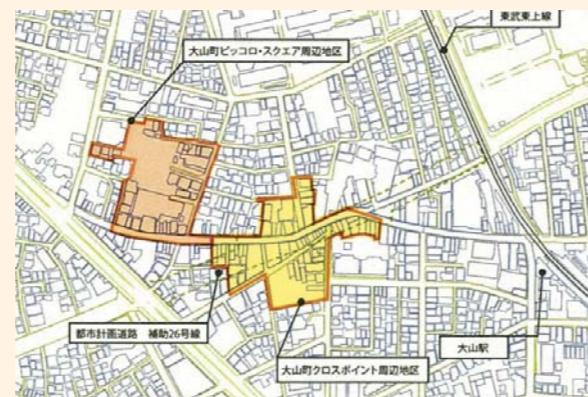 東武東上線
大山町ピッコロ・スクエア周辺地区
都市計画道路　補助26号線
大山町クロスポイント周辺地区
大山駅